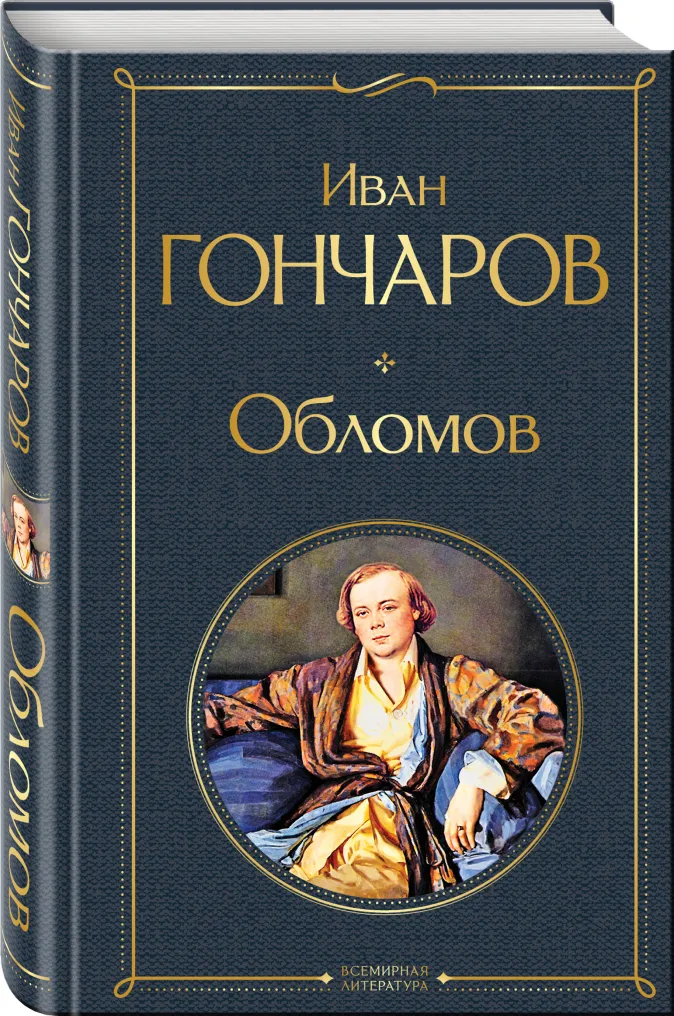 Иван
ГОНЧАРОВ
Обломов
ВСЕМИРНАЯ
ЛИТЕРАТУРА
Иван ГОНЧАРОВ
Обломов